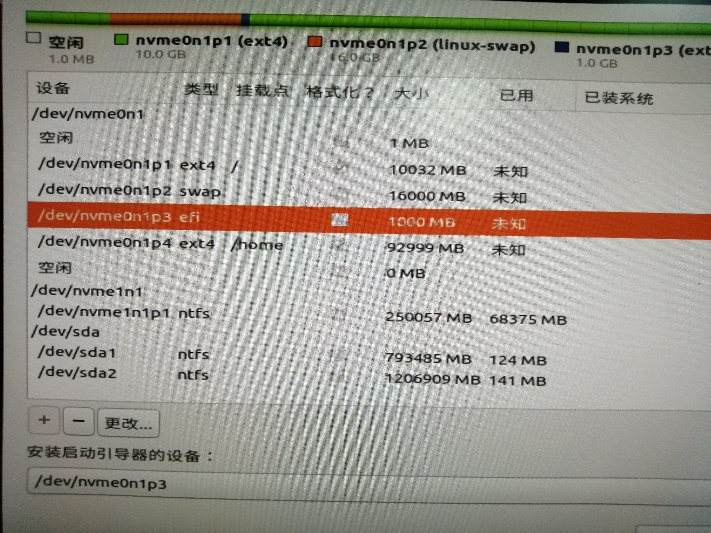 空闲 nvme0n1p1 (ext4) nvme0n1p2 (linux-swap) nvme0n1p3 (ext
1.0 MB 10.0 GB 16.0 GB 1.0 GB
设备 类型 挂载点 格式化？ 大小 已用 已装系统
/dev/nvme0n1
空闲 1 MB
/dev/nvme0n1p1 ext4 / 10032 MB 未知
/dev/nvme0n1p2 swap 16000 MB 未知
/dev/nvme0n1p3 efi 1000 MB 未知
/dev/nvme0n1p4 ext4 /home 92999 MB 未知
空闲 0 MB
/dev/nvme1n1
/dev/nvme1n1p1 ntfs 250057 MB 68375 MB
/dev/sda
/dev/sda1 ntfs 793485 MB 124 MB
/dev/sda2 ntfs 1206909 MB 141 MB
+ − 更改...
安装启动引导器的设备：
/dev/nvme0n1p3